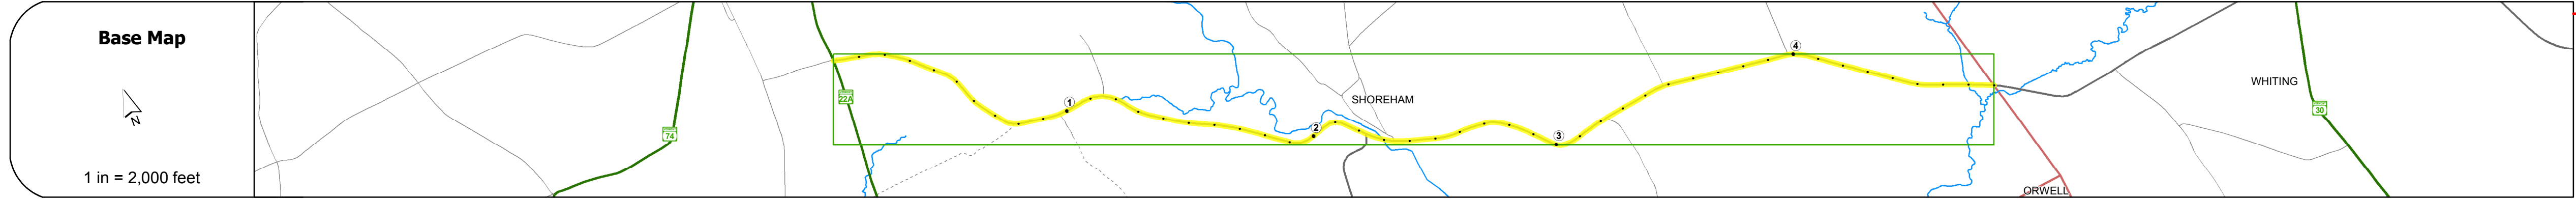 Base Map
N
1 in = 2,000 feet
74
22A
1
2
SHOREHAM
3
4
ORWELL
WHITING
30